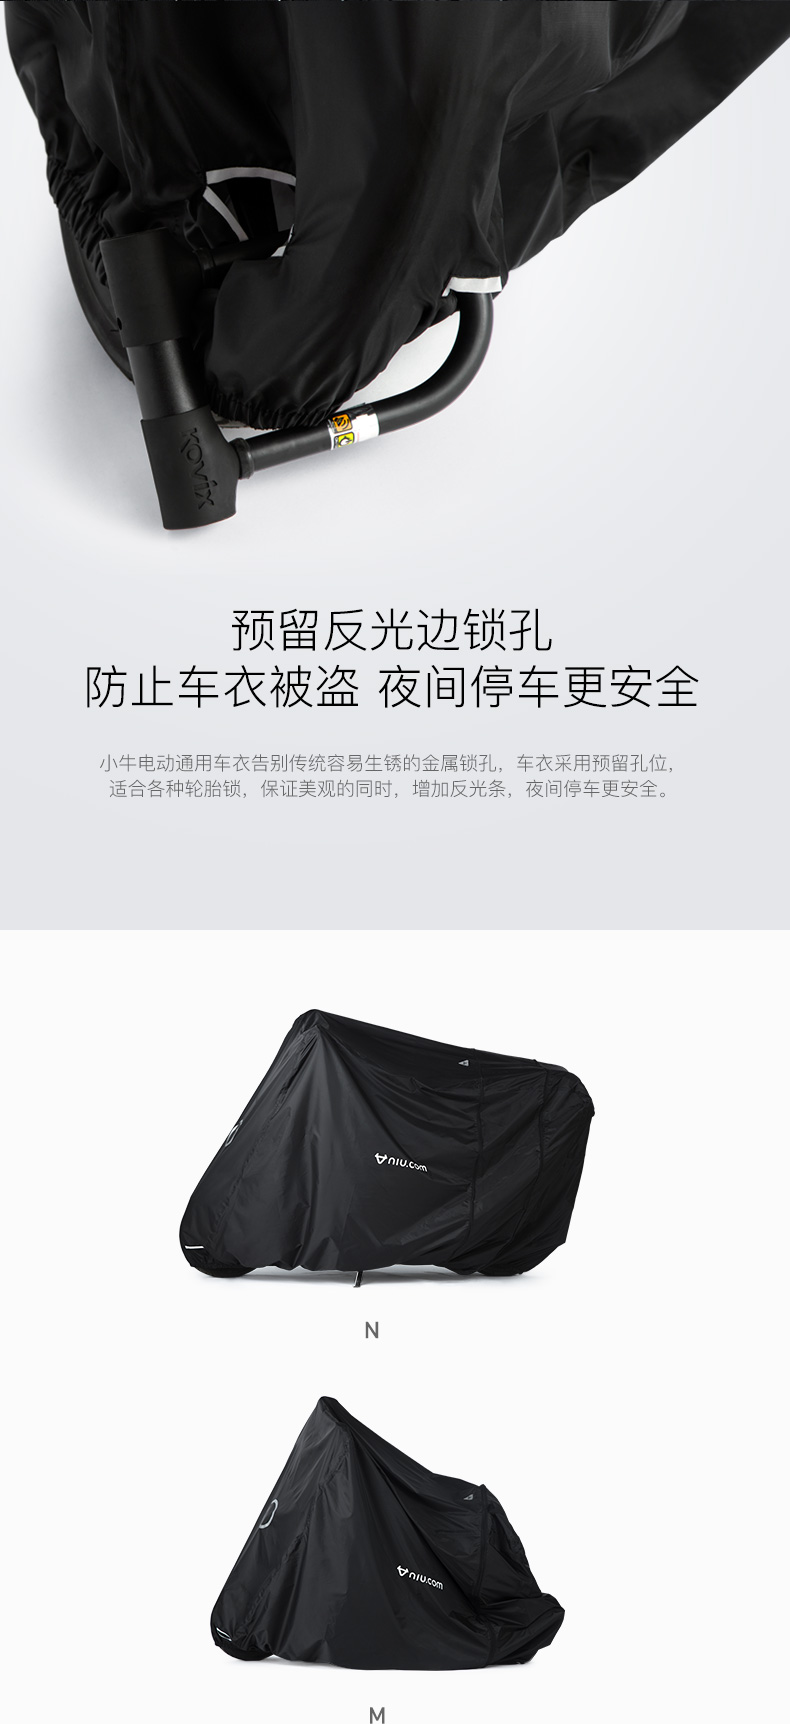 KOVIX
预留反光边锁孔
防止车衣被盗 夜间停车更安全
小牛电动通用车衣告别传统容易生锈的金属锁孔，车衣采用预留孔位，
适合各种轮胎锁，保证美观的同时，增加反光条，夜间停车更安全。
niu.com
N
niu.com
M